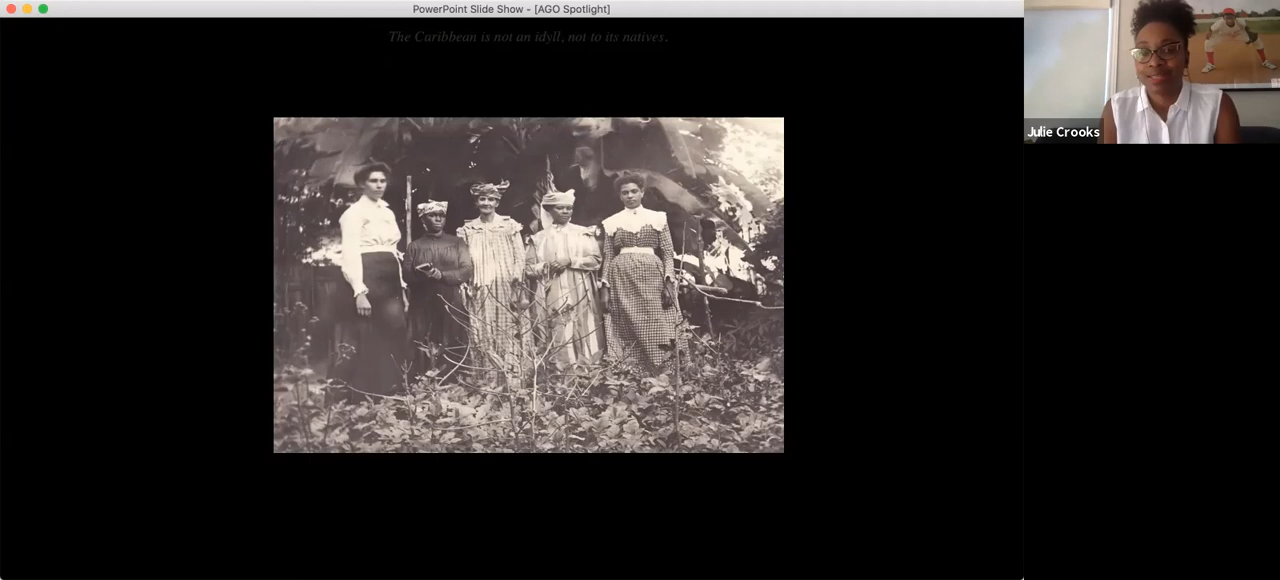 PowerPoint Slide Show - [AGO Spotlight]
The Caribbean is not an idyll, not to its natives.
Julie Crooks